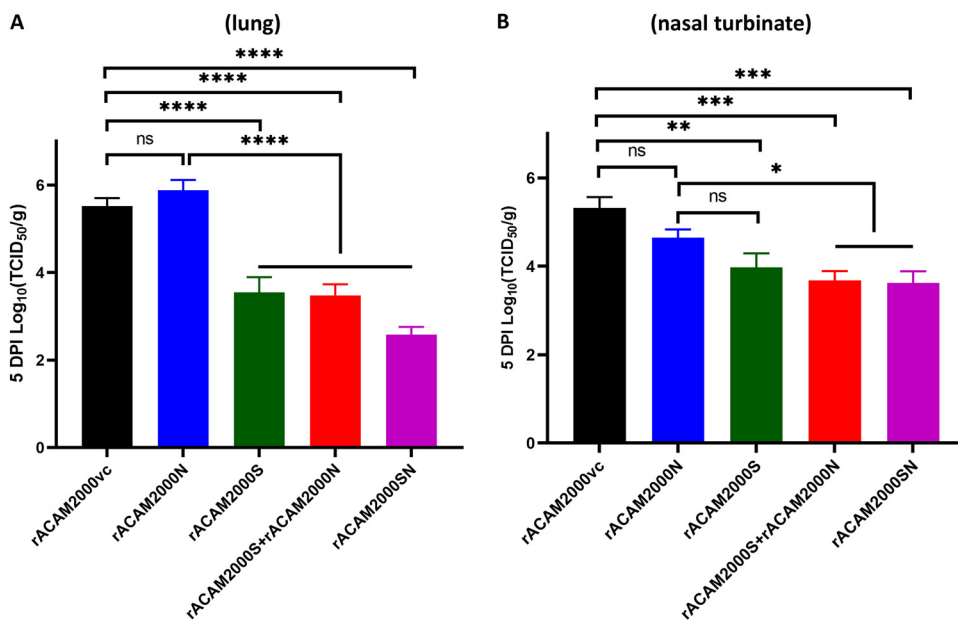 A
(lung)
****
****
****
****
ns
6
4
2
0
5 DPI Log10(TCID50/g)
rACAM2000vc
rACAM2000N
rACAM2000S
rACAM2000S+rACAM2000N
rACAM2000SN
B
(nasal turbinate)
***
***
**
ns
*
ns
6
4
2
0
5 DPI Log10(TCID50/g)
rACAM2000vc
rACAM2000N
rACAM2000S
rACAM2000S+rACAM2000N
rACAM2000SN